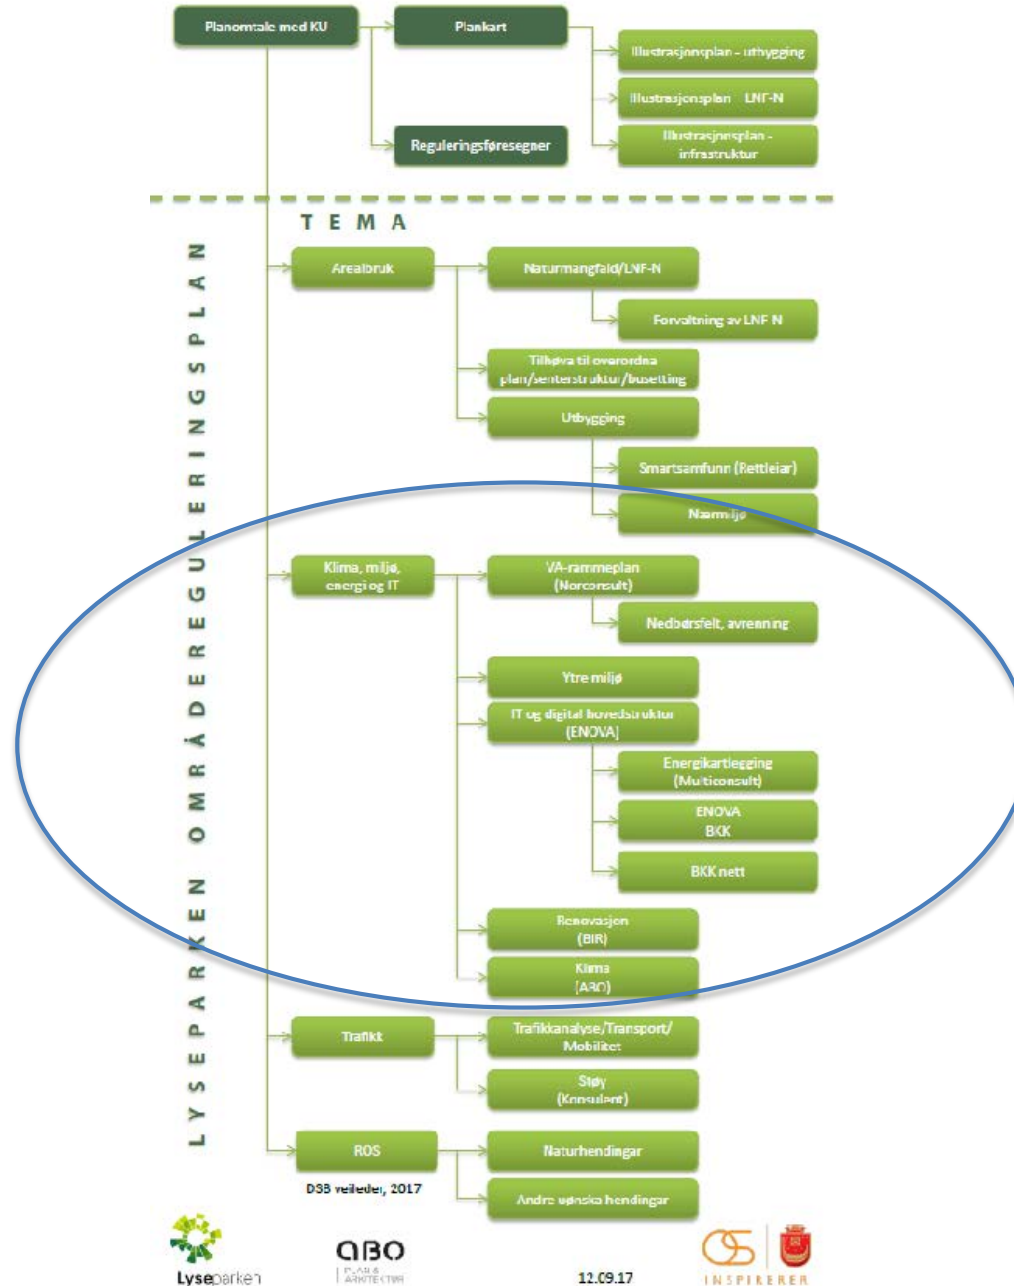 Planomtale med KU
Plankart
Illustrasjonsplan - utbygging
Illustrasjonsplan LNF-N
Reguleringsføresegner
Illustrasjonsplan -
infrastruktur
TEMA
LYSEPARKEN OMRÅDEREGULERINGSPLAN
Arealbruk
Naturmangfald/LNF-N
Forvaltning av LNF N
Tilhøva til overordna
plan/senterstruktur/busetting
Utbygging
Smartsamfunn (Rettleiar)
Nærmiljø
Klima, miljø,
energi og IT
VA-rammeplan
(Norconsult)
Nedbørsfelt, avrenning
Ytre miljø
IT og digital hovedstruktur
(ENOVA)
Energikartlegging
(Multiconsult)
ENOVA
BKK
BKK nett
Renovasjon
(BIR)
Klima
(ABO)
Trafikk
Trafikkanalyse/Transport/
Mobilitet
Støy
(Konsulent)
ROS
Naturhendingar
DSB veileder, 2017
Andre uønska hendingar
Lyseparken
ABO
PLAN &
ARKITEKTUR
12.09.17
OS
INSPIRERER